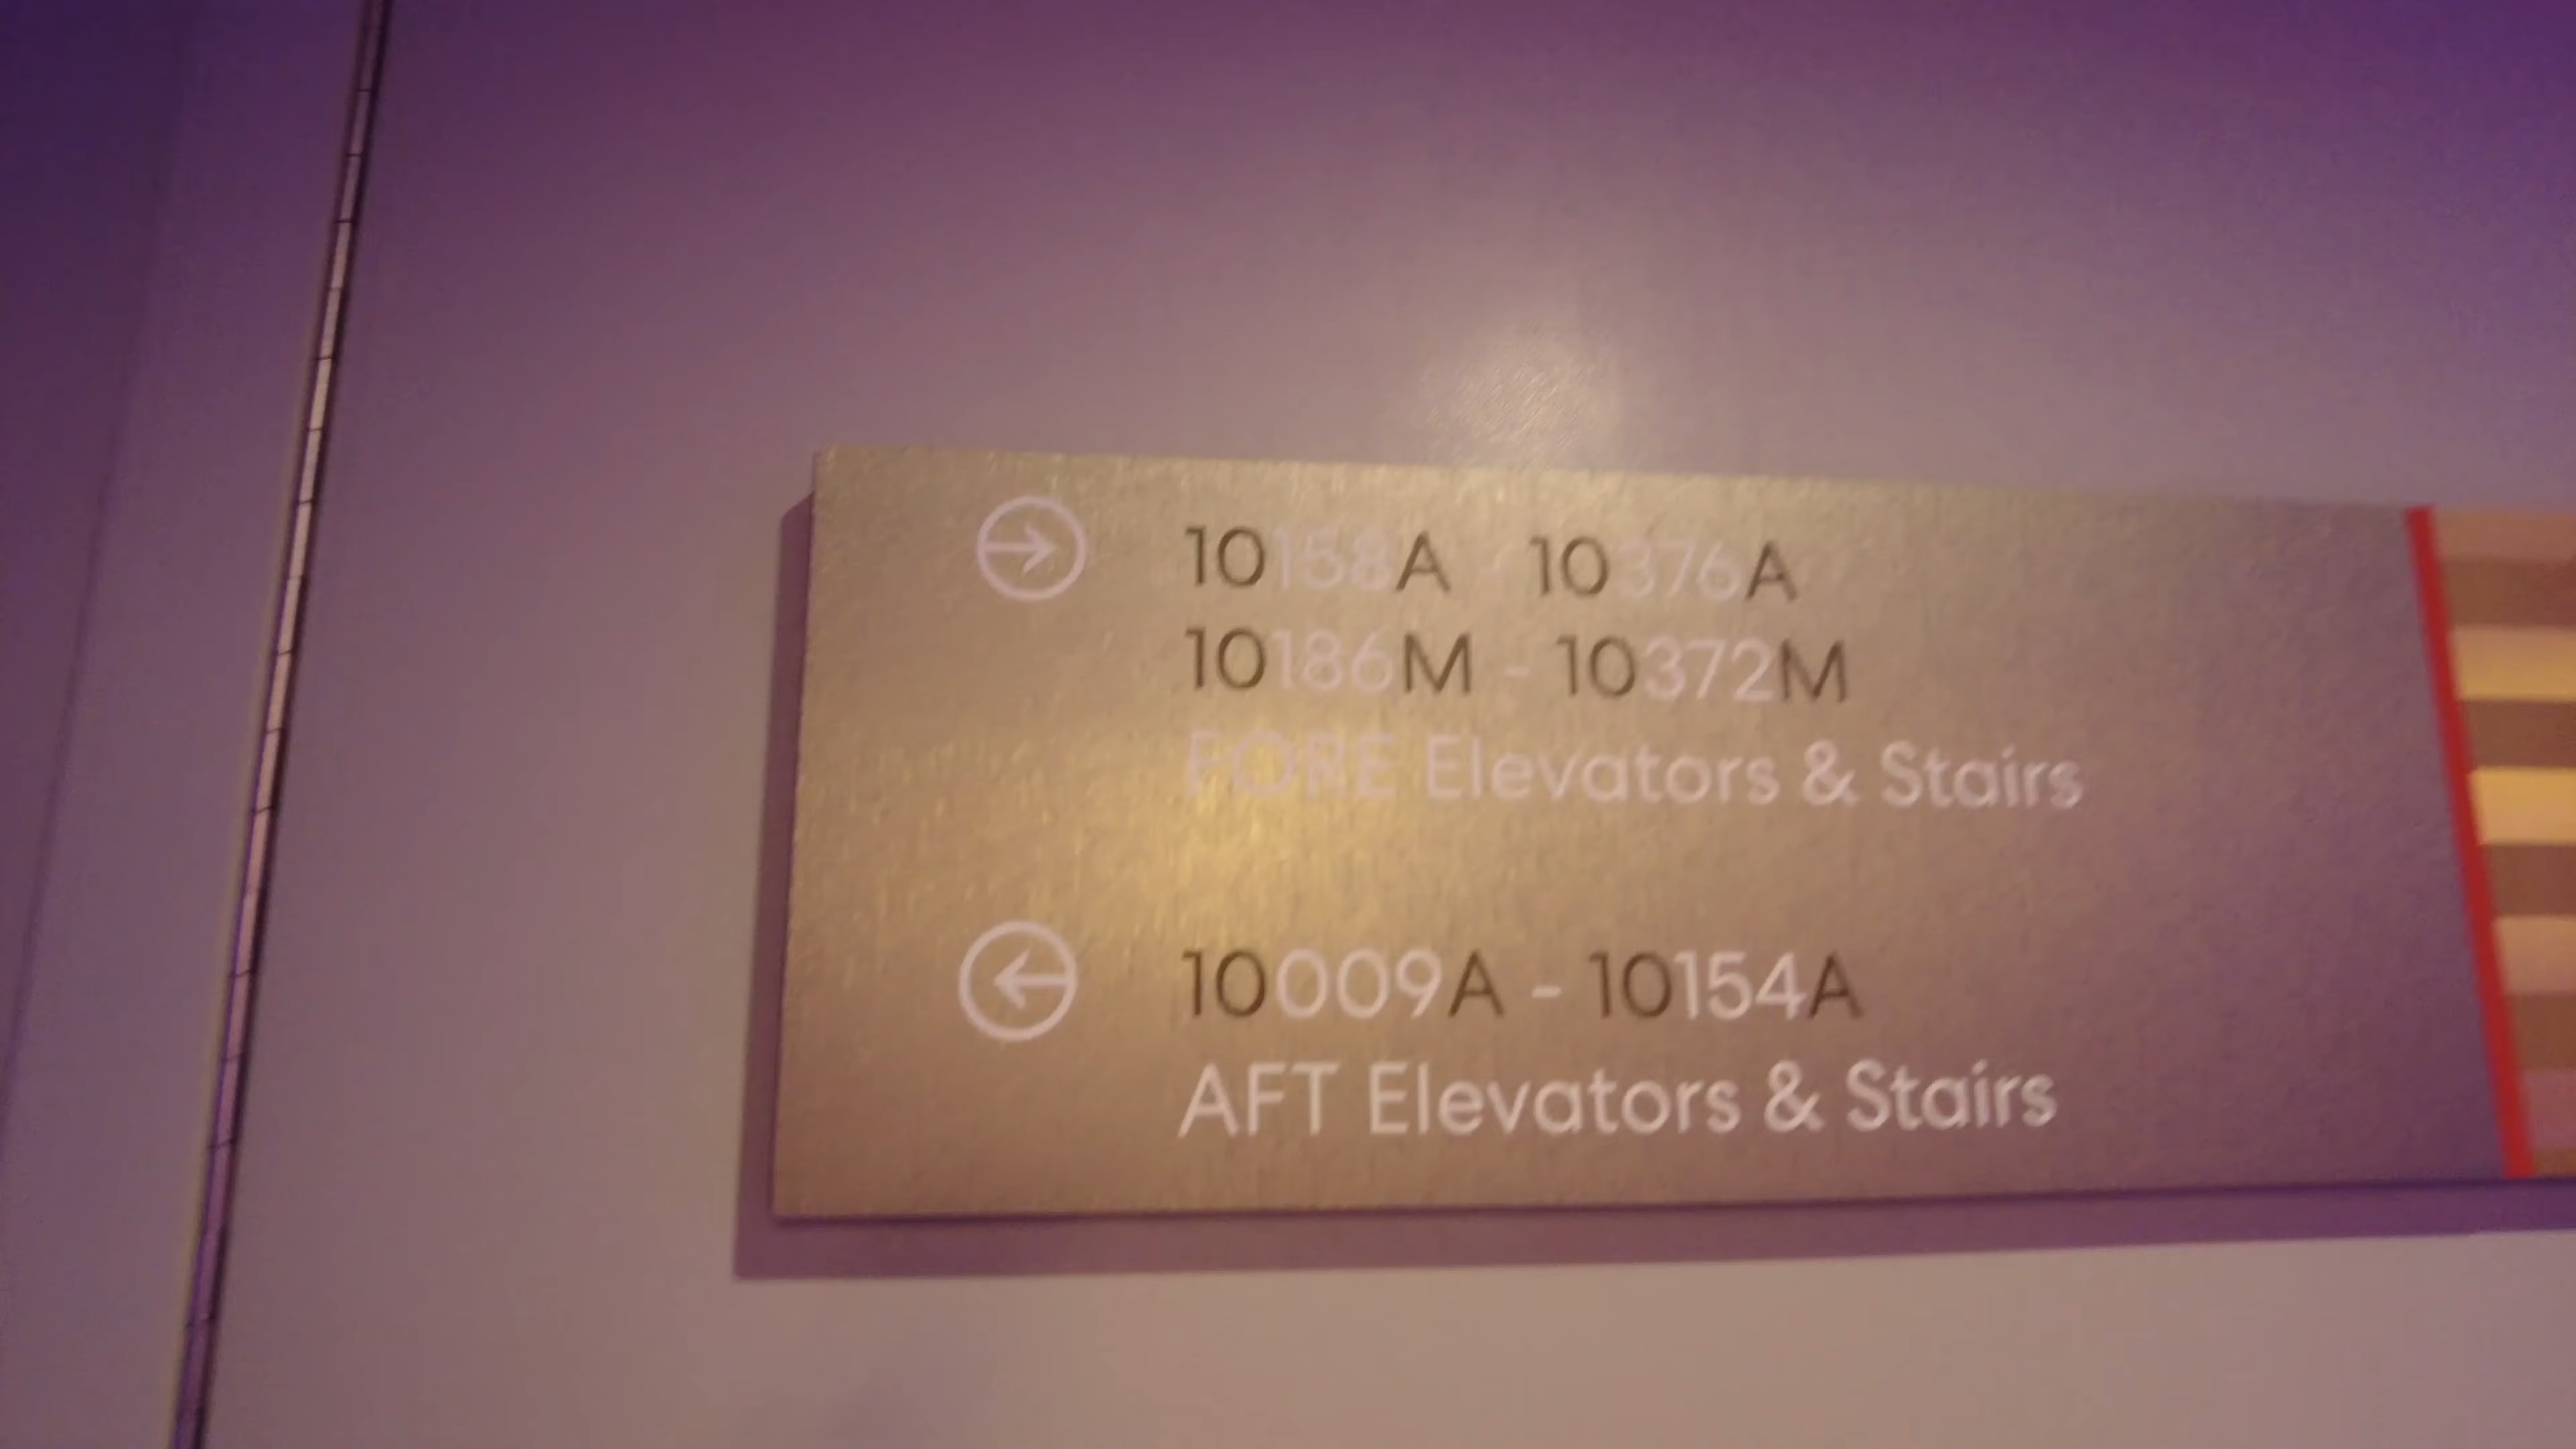 10158A - 10376A
10186M - 10372M
FORE Elevators & Stairs
10009A - 10154A
AFT Elevators & Stairs